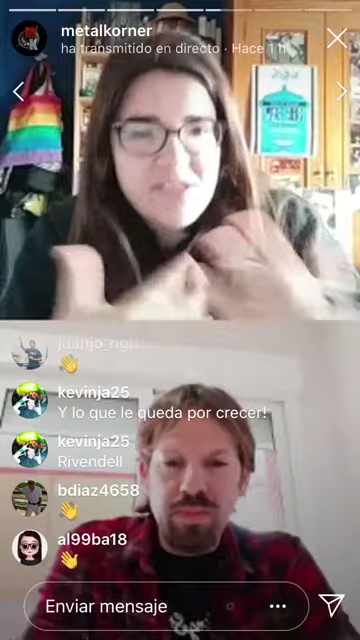 metalkorner
ha transmitido en directo · Hace 1 h
juanjo_ngr
👋
kevinja25
Y lo que le queda por crecer!
kevinja25
Rivendell
bdiaz4658
👋
al99ba18
👋
Enviar mensaje